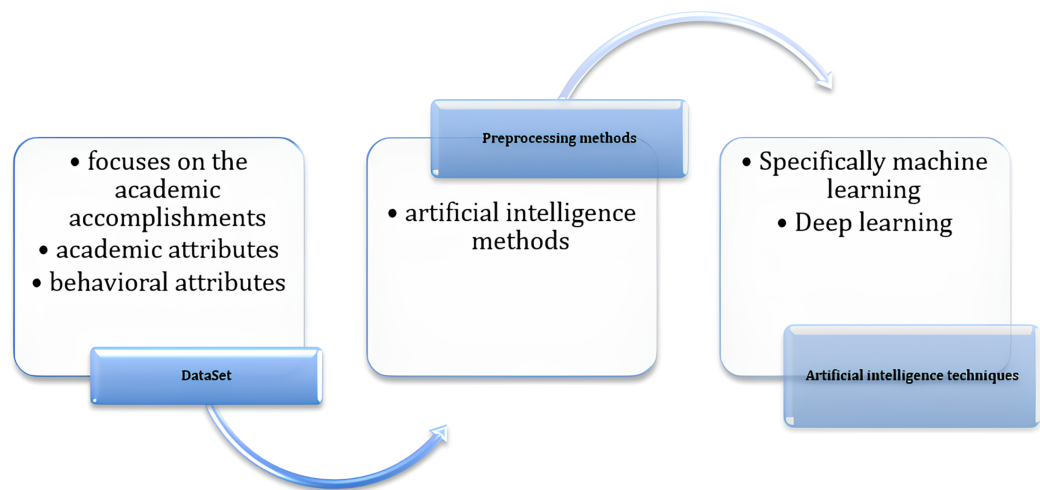 • focuses on the
academic
accomplishments
• academic attributes
• behavioral attributes
DataSet
Preprocessing methods
• artificial intelligence
methods
• Specifically machine
learning
• Deep learning
Artificial intelligence techniques